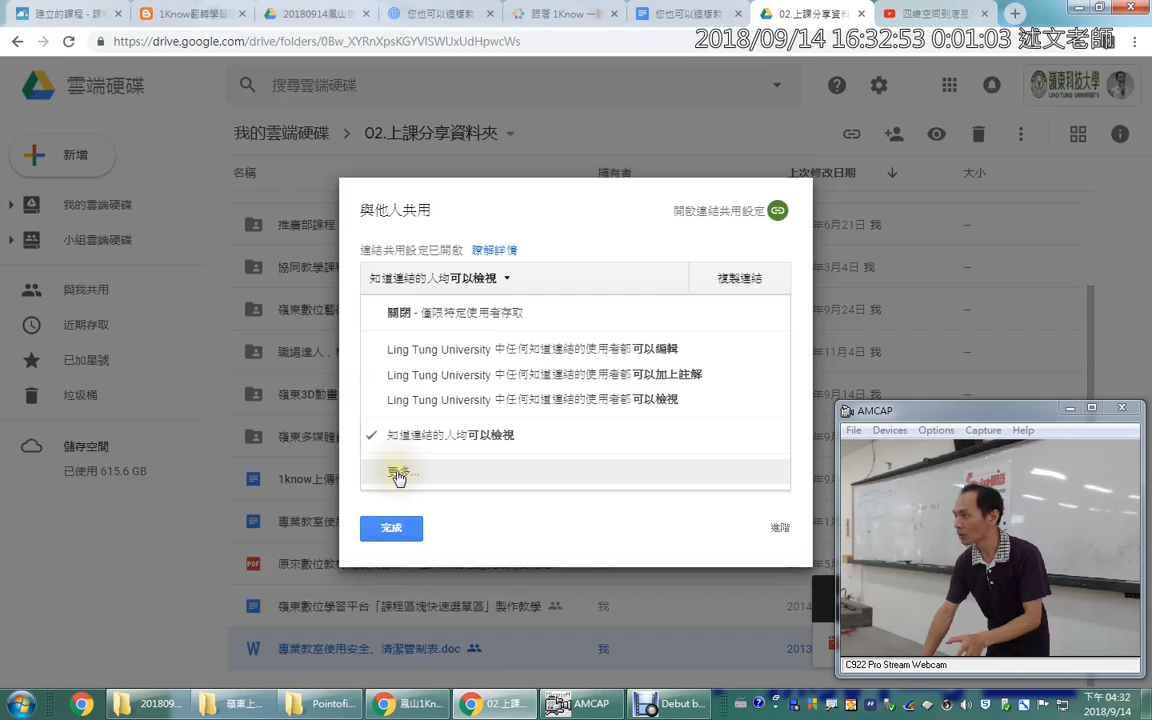 建立的課程 - 課
1Know翻轉學習
20180914鳳山
您也可以這樣教
跟著 1Know 一
您也可以這樣教
02.上課分享資料
四維空間到底是
https://drive.google.com/drive/folders/0Bw_XYRnXpsKGYVlSWUxUdHpwcWs
2018/09/14 16:32:53 0:01:03 述文老師
雲端硬碟
搜尋雲端硬碟
嶺東科技大學
LING TUNG UNIVERSITY
新增
我的雲端硬碟 > 02.上課分享資料夾
名稱
擁有者
上次修改日期
大小
我的雲端硬碟
小組雲端硬碟
與我共用
近期存取
已加星號
垃圾桶
儲存空間
已使用 615.6 GB
推廣部課程
年6月21日 我
協同教學課
年3月4日 我
嶺東數位藝
年9月24日 我
職場達人，
年11月4日 我
嶺東3D動畫
年9月14日 我
嶺東多媒體
1know上傳
專業教室使
原來數位教
嶺東數位學習平台「課程區塊快速選單區」製作教學
我
2014
專業教室使用安全、清潔管制表.doc
我
2013
與他人共用
開啟連結共用設定
連結共用設定已開啟 瞭解詳情
知道連結的人均可以檢視
複製連結
關閉 - 僅限特定使用者存取
Ling Tung University 中任何知道連結的使用者都可以編輯
Ling Tung University 中任何知道連結的使用者都可以加上註解
Ling Tung University 中任何知道連結的使用者都可以檢視
知道連結的人均可以檢視
更多...
完成
進階
AMCAP
File Devices Options Capture Help
C922 Pro Stream Webcam
201809...
嶺東上...
Pointofi...
鳳山1Kn...
02.上課...
AMCAP
Debut b...
下午 04:32
2018/9/14